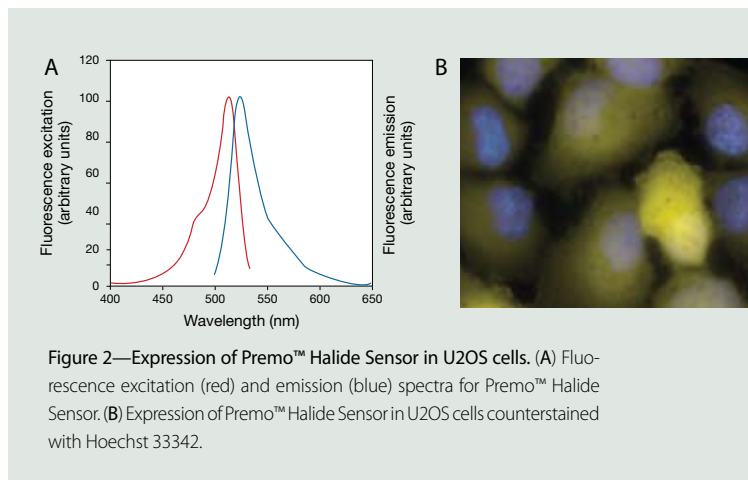 A
120
100
80
60
40
20
0
400 450 500 550 600 650
Fluorescence excitation
(arbitrary units)
Fluorescence emission
(arbitrary units)
Wavelength (nm)
B
Figure 2—Expression of Premo™ Halide Sensor in U2OS cells. (A) Fluo-
rescence excitation (red) and emission (blue) spectra for Premo™ Halide
Sensor. (B) Expression of Premo™ Halide Sensor in U2OS cells counterstained
with Hoechst 33342.